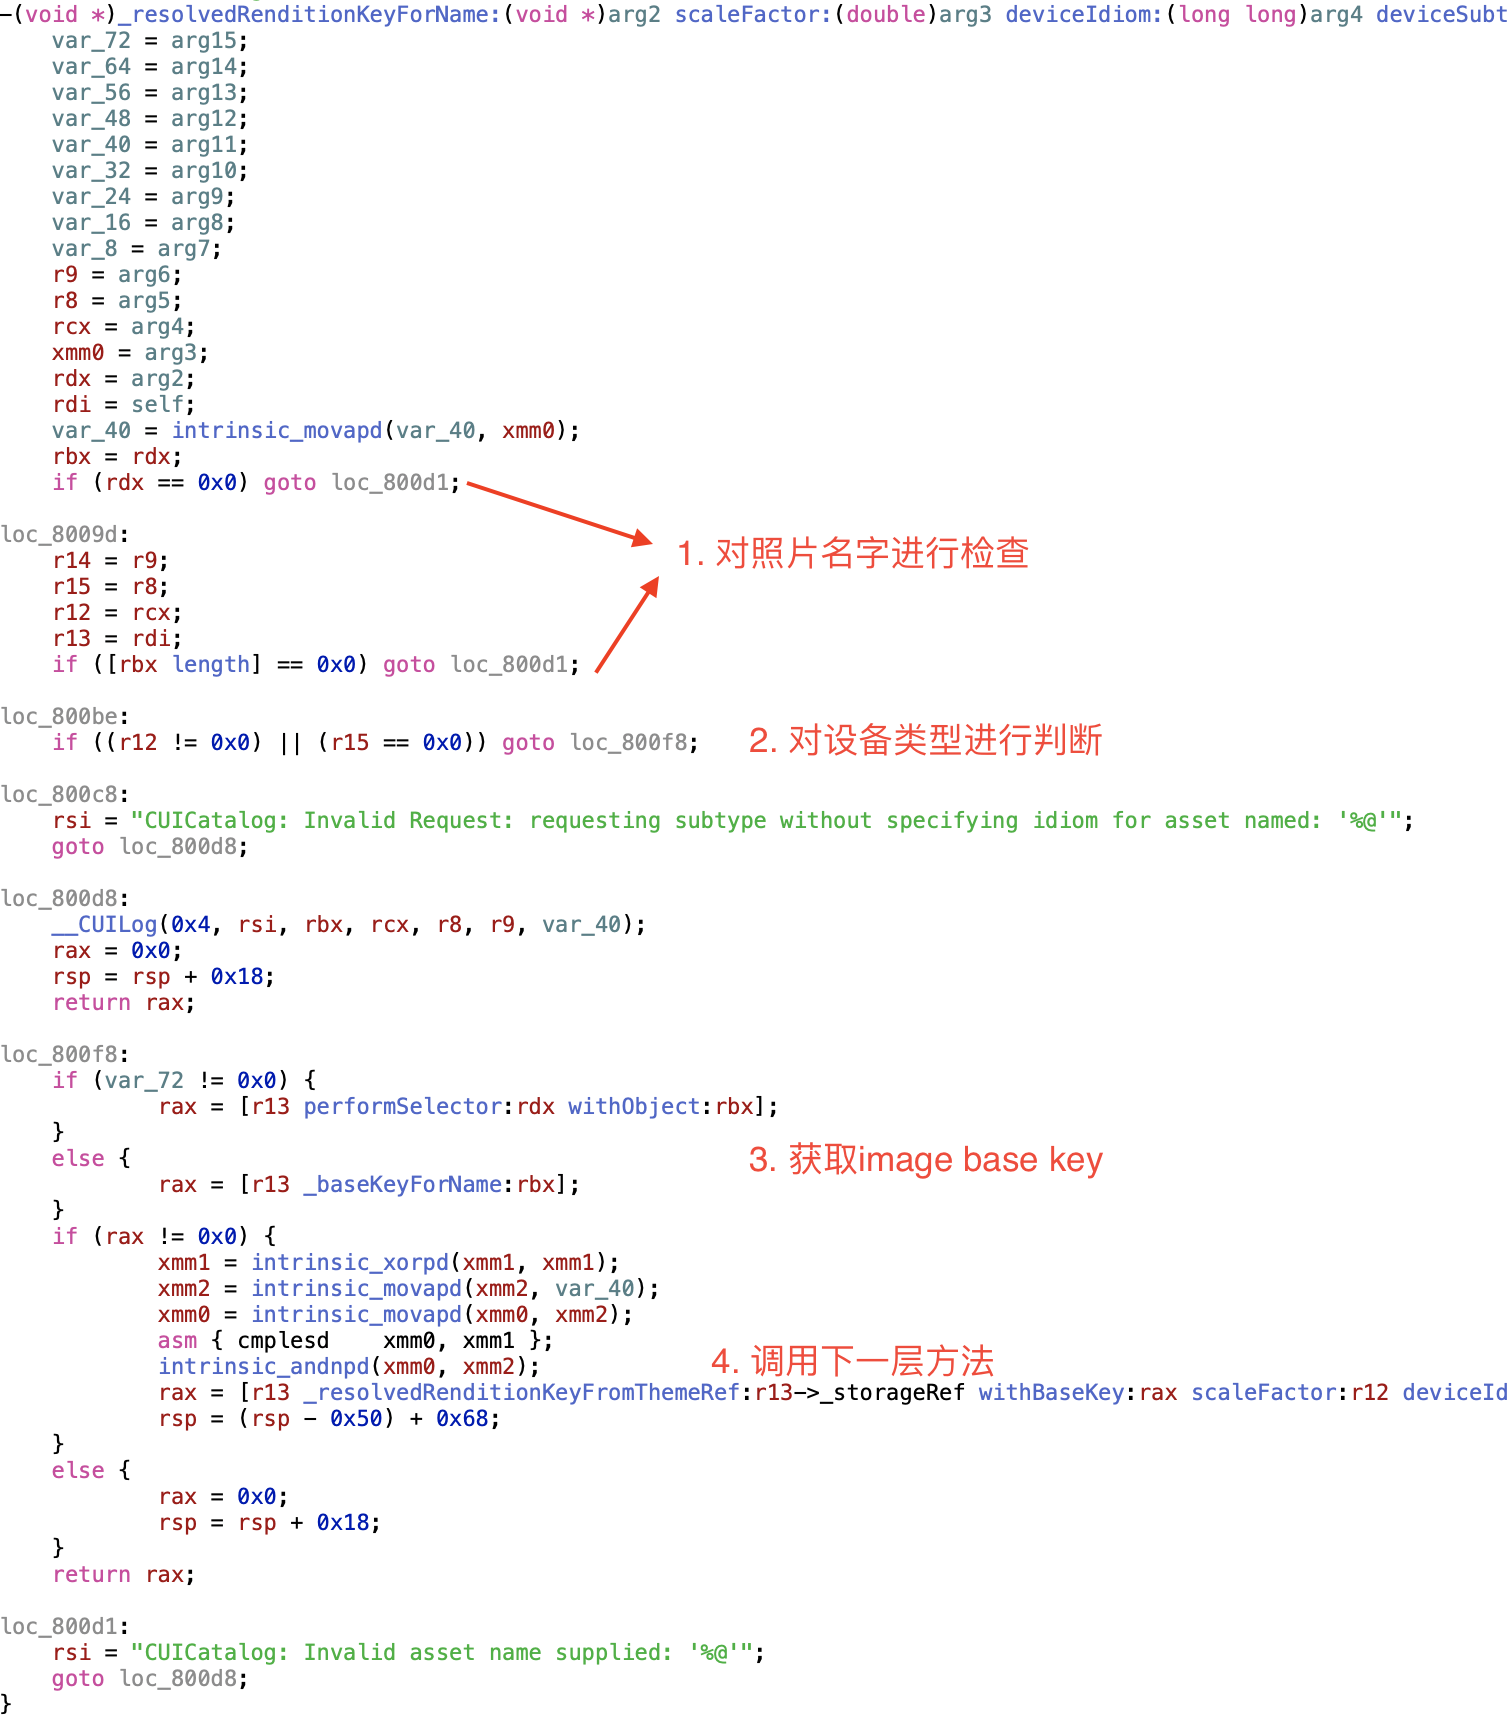 -(void *)_resolvedRenditionKeyForName:(void *)arg2 scaleFactor:(double)arg3 deviceIdiom:(long long)arg4 deviceSubt
var_72 = arg15;
var_64 = arg14;
var_56 = arg13;
var_48 = arg12;
var_40 = arg11;
var_32 = arg10;
var_24 = arg9;
var_16 = arg8;
var_8 = arg7;
r9 = arg6;
r8 = arg5;
rcx = arg4;
xmm0 = arg3;
rdx = arg2;
rdi = self;
var_40 = intrinsic_movapd(var_40, xmm0);
rbx = rdx;
if (rdx == 0x0) goto loc_800d1;
loc_8009d:
1. 对照片名字进行检查
r14 = r9;
r15 = r8;
r12 = rcx;
r13 = rdi;
if ([rbx length] == 0x0) goto loc_800d1;
loc_800be:
if ((r12 != 0x0) || (r15 == 0x0)) goto loc_800f8; 2. 对设备类型进行判断
loc_800c8:
rsi = "CUICatalog: Invalid Request: requesting subtype without specifying idiom for asset named: '%@'";
goto loc_800d8;
loc_800d8:
__CUILog(0x4, rsi, rbx, rcx, r8, r9, var_40);
rax = 0x0;
rsp = rsp + 0x18;
return rax;
loc_800f8:
if (var_72 != 0x0) {
rax = [r13 performSelector:rdx withObject:rbx];
}
else {
3. 获取image base key
rax = [r13 _baseKeyForName:rbx];
}
if (rax != 0x0) {
xmm1 = intrinsic_xorpd(xmm1, xmm1);
xmm2 = intrinsic_movapd(xmm2, var_40);
xmm0 = intrinsic_movapd(xmm0, xmm2);
asm { cmplesd    xmm0, xmm1 };
intrinsic_andnpd(xmm0, xmm2);
4. 调用下一层方法
rax = [r13 _resolvedRenditionKeyFromThemeRef:r13->_storageRef withBaseKey:rax scaleFactor:r12 deviceId
rsp = (rsp - 0x50) + 0x68;
}
else {
rax = 0x0;
rsp = rsp + 0x18;
}
return rax;
loc_800d1:
rsi = "CUICatalog: Invalid asset name supplied: '%@'";
goto loc_800d8;
}